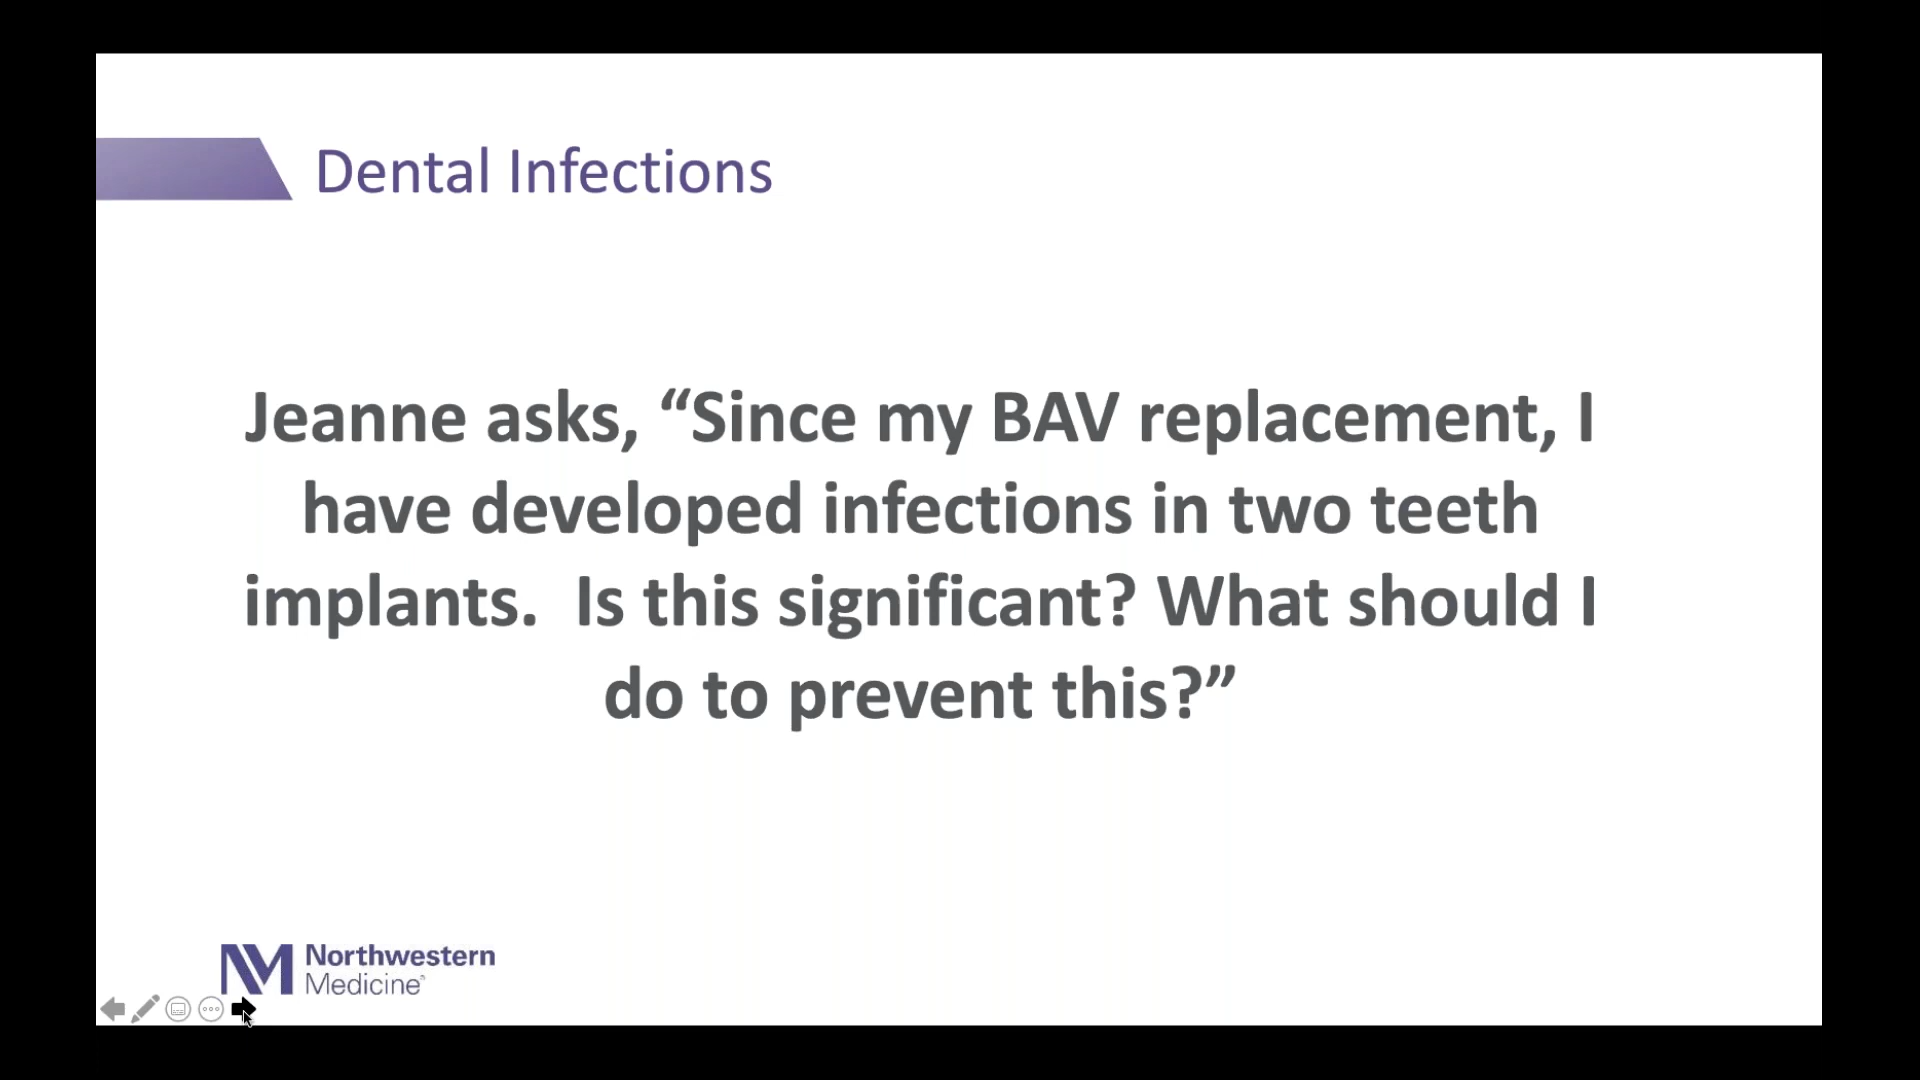 Dental Infections
Jeanne asks, “Since my BAV replacement, I
have developed infections in two teeth
implants.  Is this significant? What should I
do to prevent this?”
Northwestern
Medicine®